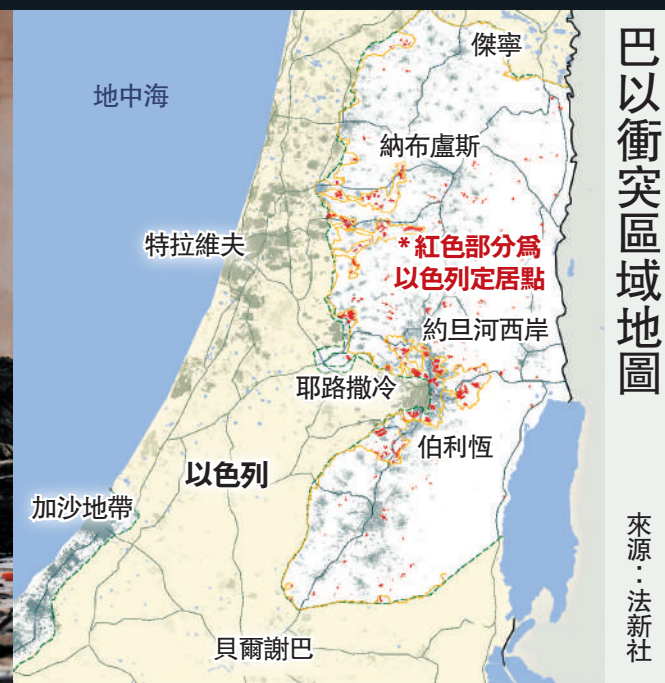 巴以衝突區域地圖
來源：法新社
地中海
傑寧
納布盧斯
特拉維夫
*紅色部分爲
以色列定居點
約旦河西岸
耶路撒冷
伯利恆
以色列
加沙地帶
貝爾謝巴